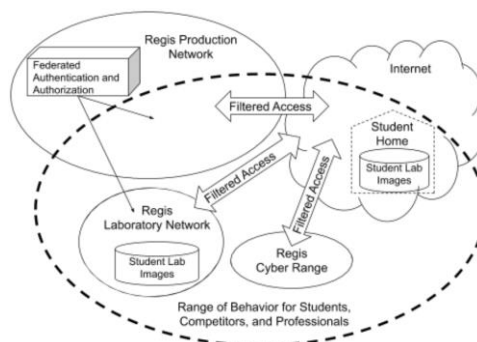 Regis Production
Network
Federated
Authentication and
Authorization
Internet
Filtered Access
Student
Home
Student Lab
Images
Filtered Access
Filtered Access
Regis
Laboratory Network
Student Lab
Images
Regis
Cyber Range
Range of Behavior for Students,
Competitors, and Professionals